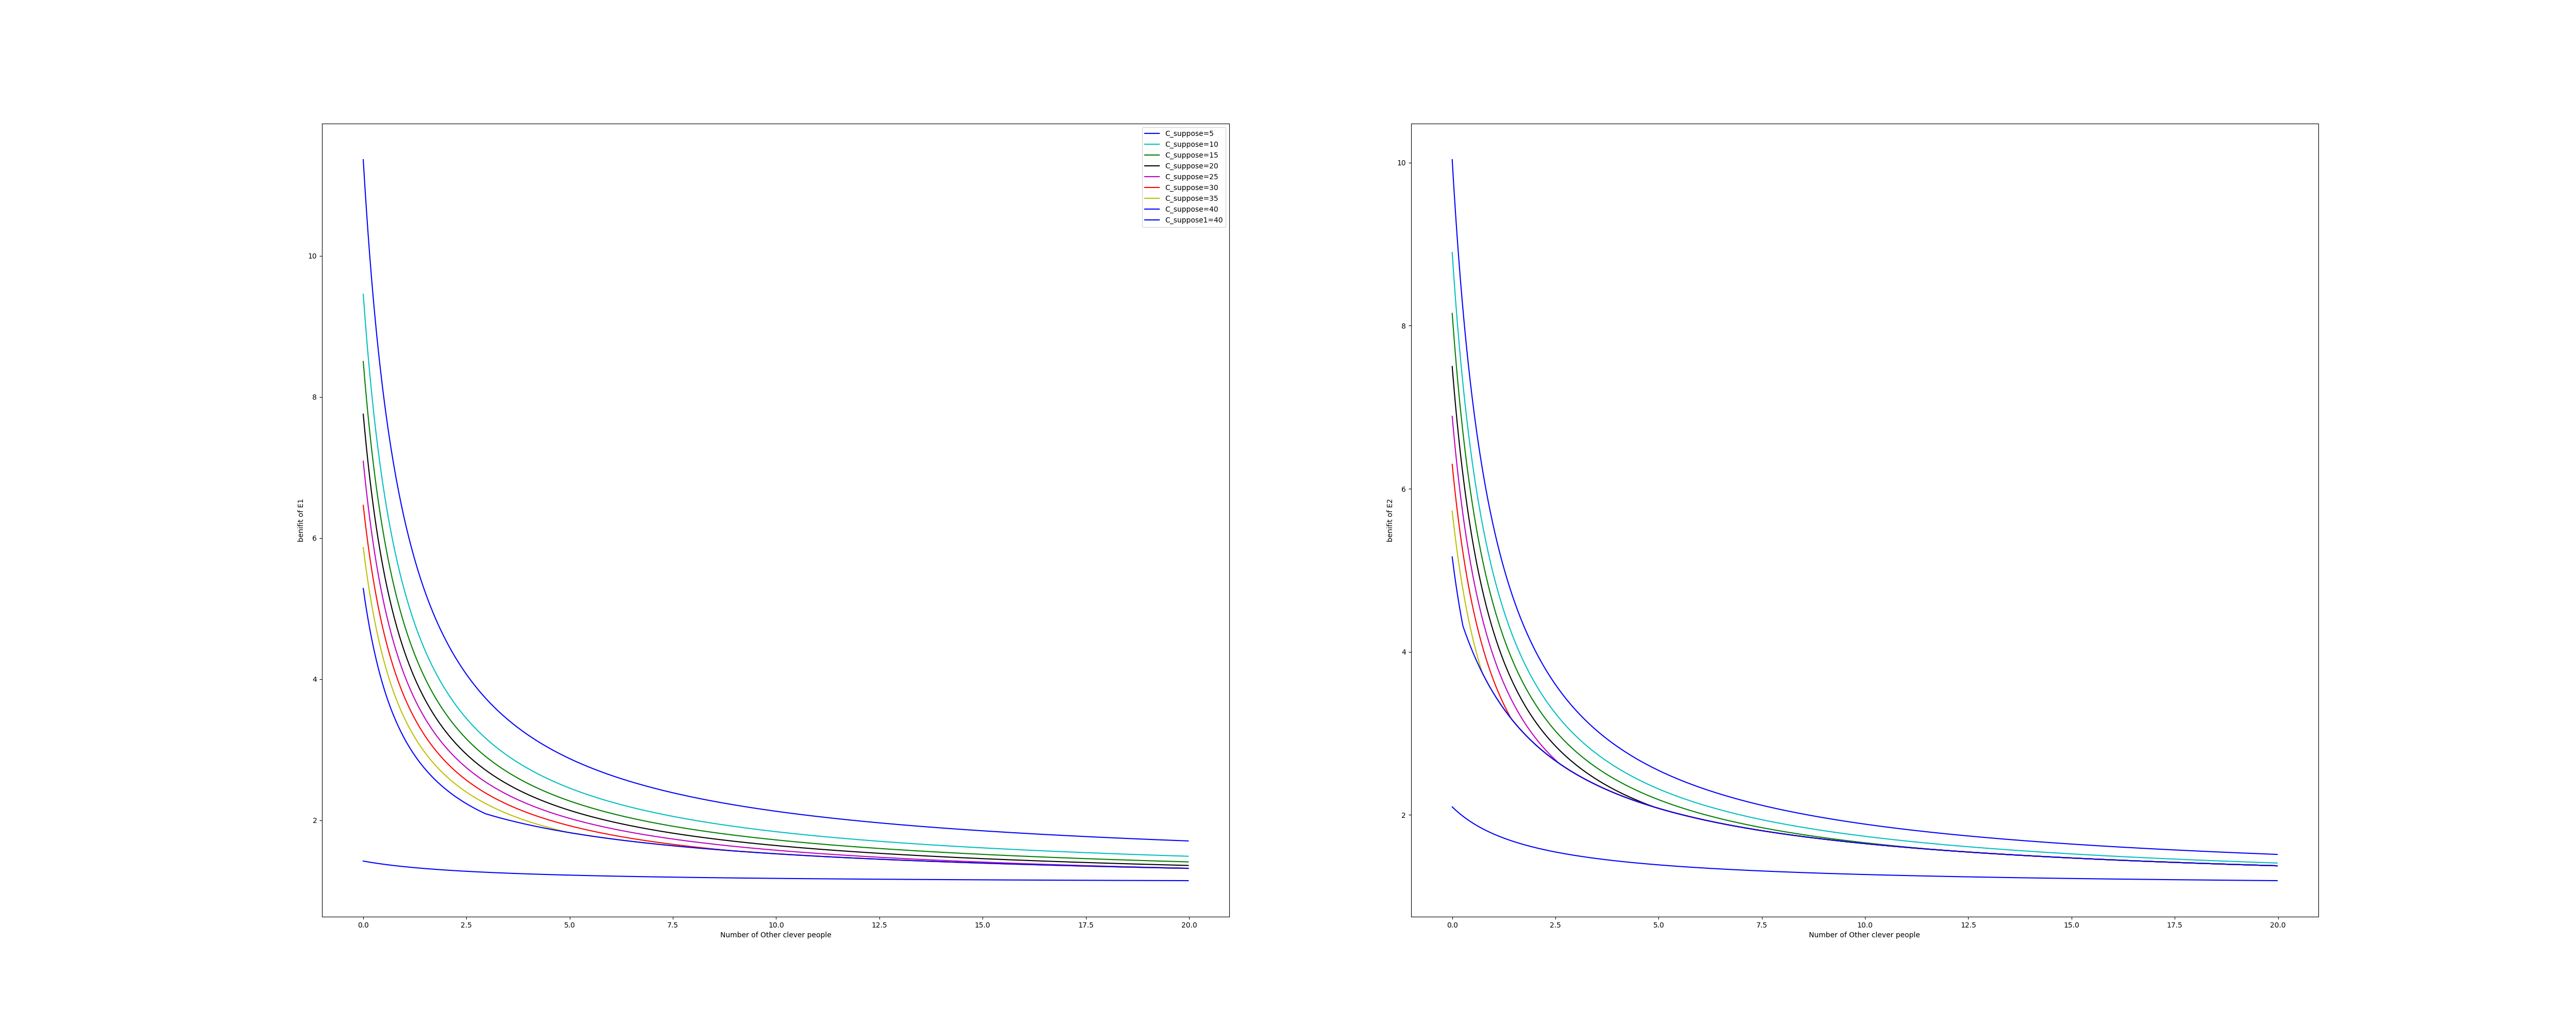 C_suppose=5
C_suppose=10
C_suppose=15
C_suppose=20
C_suppose=25
C_suppose=30
C_suppose=35
C_suppose=40
C_suppose1=40
10
8
6
4
2
benifit of E1
0.0 2.5 5.0 7.5 10.0 12.5 15.0 17.5 20.0
Number of Other clever people
10
8
6
4
2
benifit of E2
0.0 2.5 5.0 7.5 10.0 12.5 15.0 17.5 20.0
Number of Other clever people